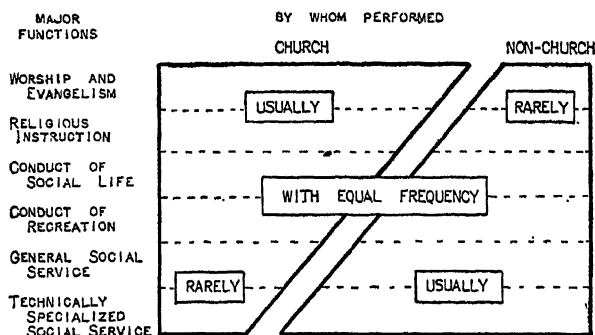 MAJOR
FUNCTIONS
BY WHOM PERFORMED
CHURCH
NON-CHURCH
WORSHIP AND
EVANGELISM
USUALLY
RARELY
RELIGIOUS
INSTRUCTION
CONDUCT OF
SOCIAL LIFE
WITH EQUAL FREQUENCY
CONDUCT OF
RECREATION
GENERAL SOCIAL
SERVICE
RARELY
USUALLY
TECHNICALLY
SPECIALIZED
SOCIAL SERVICE